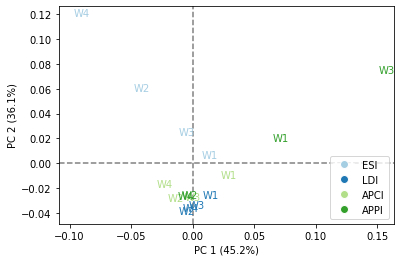 0.12
0.10
0.08
0.06
0.04
0.02
0.00
−0.02
−0.04
PC 2 (36.1%)
W4
W3
W2
W3
W1
W1
W1
W4
W1
W3
−0.10
−0.05
0.00
0.05
0.10
0.15
PC 1 (45.2%)
ESI
LDI
APCI
APPI